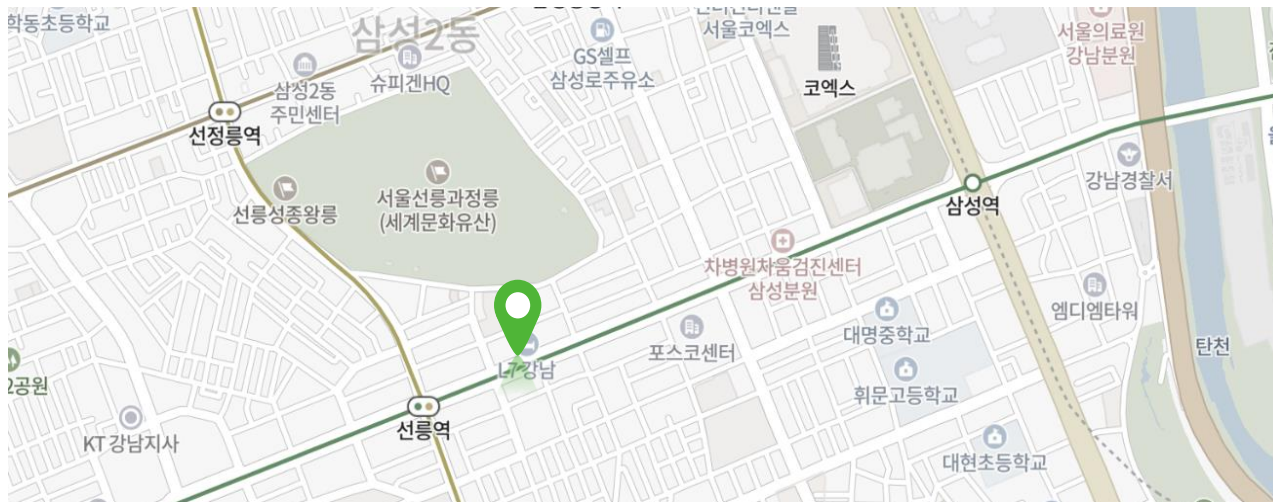 학동초등학교
삼성2동
GS셀프
삼성로주유소
서울코엑스
코엑스
서울의료원
강남분원
삼성2동
주민센터
슈피겐HQ
선정릉역
서울선릉과정릉
(세계문화유산)
선릉성종왕릉
강남경찰서
삼성역
차병원차움검진센터
삼성분원
엠디엠타워
대명중학교
포스코센터
탄천
L7 강남
2공원
휘문고등학교
선릉역
KT 강남지사
대현초등학교